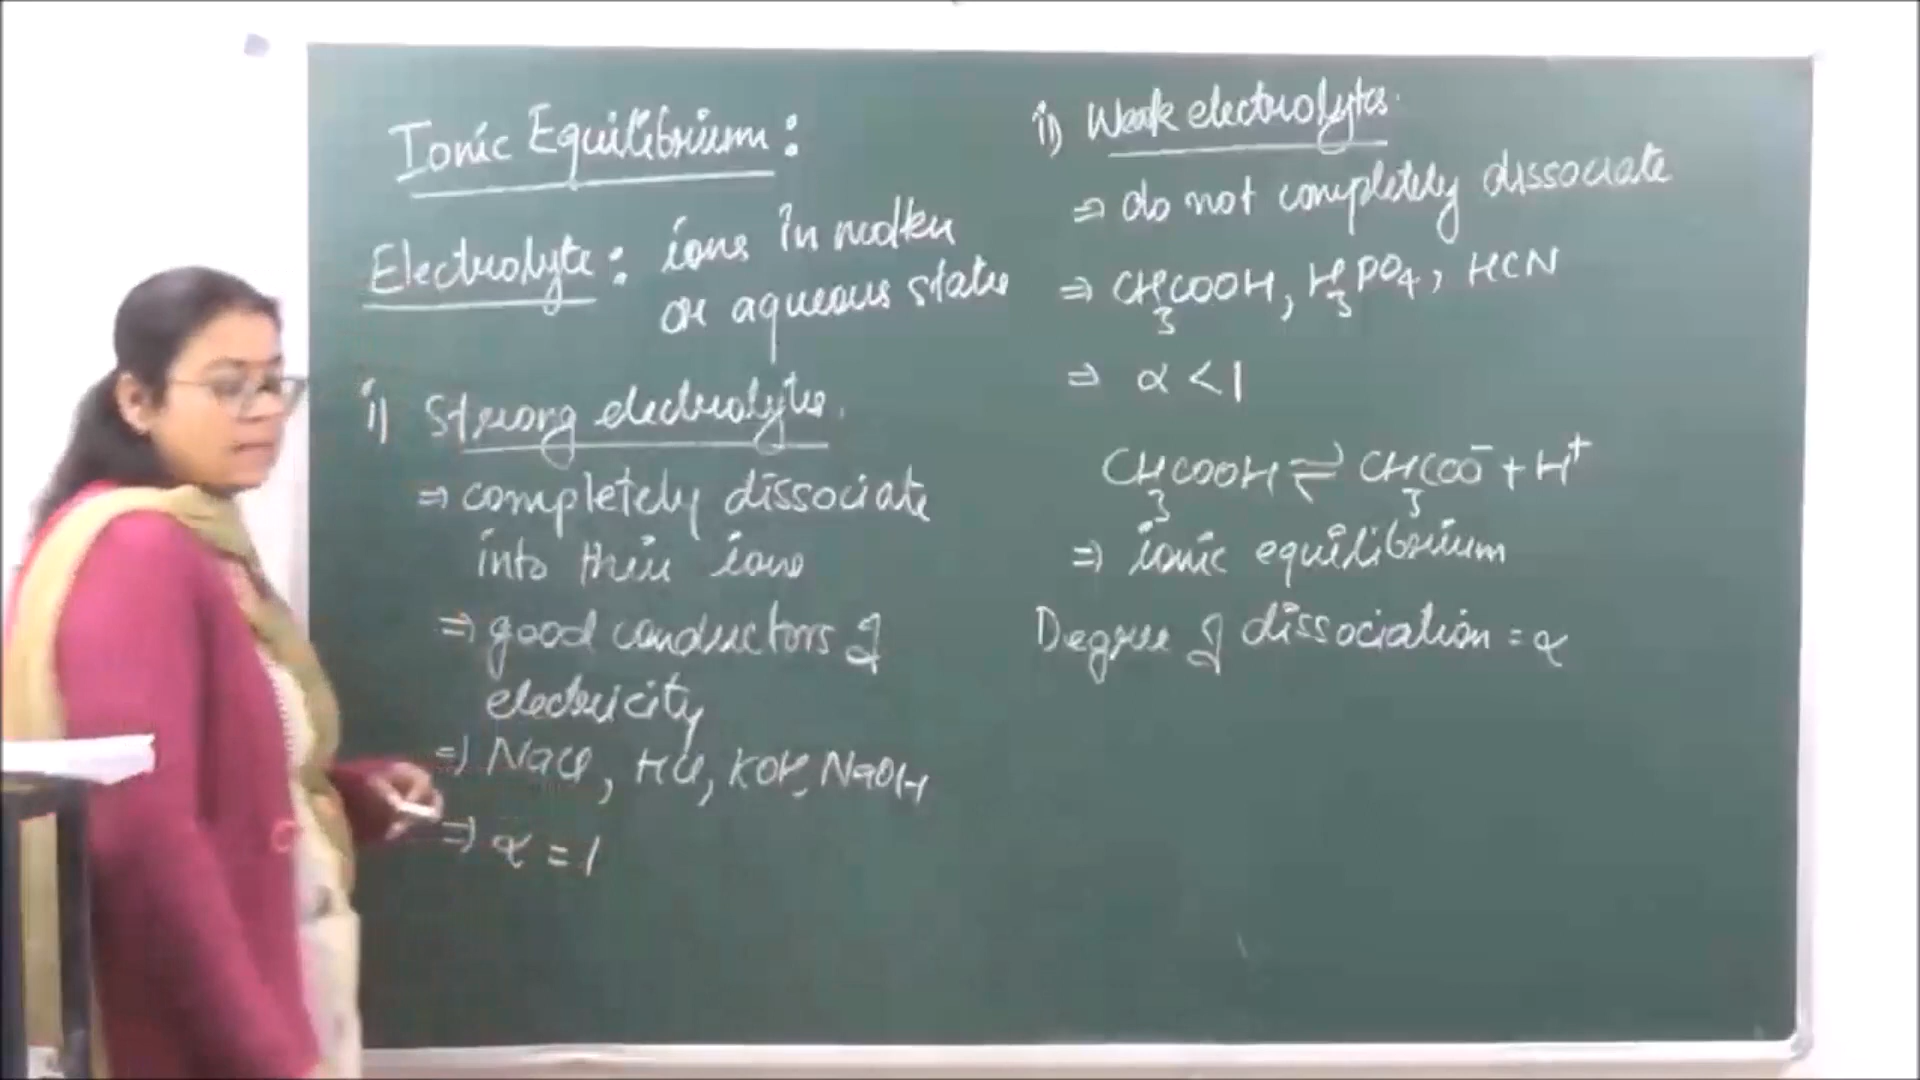 Ionic Equilibrium:
Electrolyte: ions in molten
or aqueous state
i) Strong electrolytes.
⇒ completely dissociate
into their ions
⇒ good conductors of
electricity
⇒ NaCl, HCl, KOH, NaOH
⇒ α = 1
ii) Weak electrolytes.
⇒ do not completely dissociate
⇒ CH₃COOH, H₃PO₄, HCN
⇒ α < 1
CH₃COOH ⇌ CH₃COO⁻ + H⁺
⇒ ionic equilibrium
Degree of dissociation = α